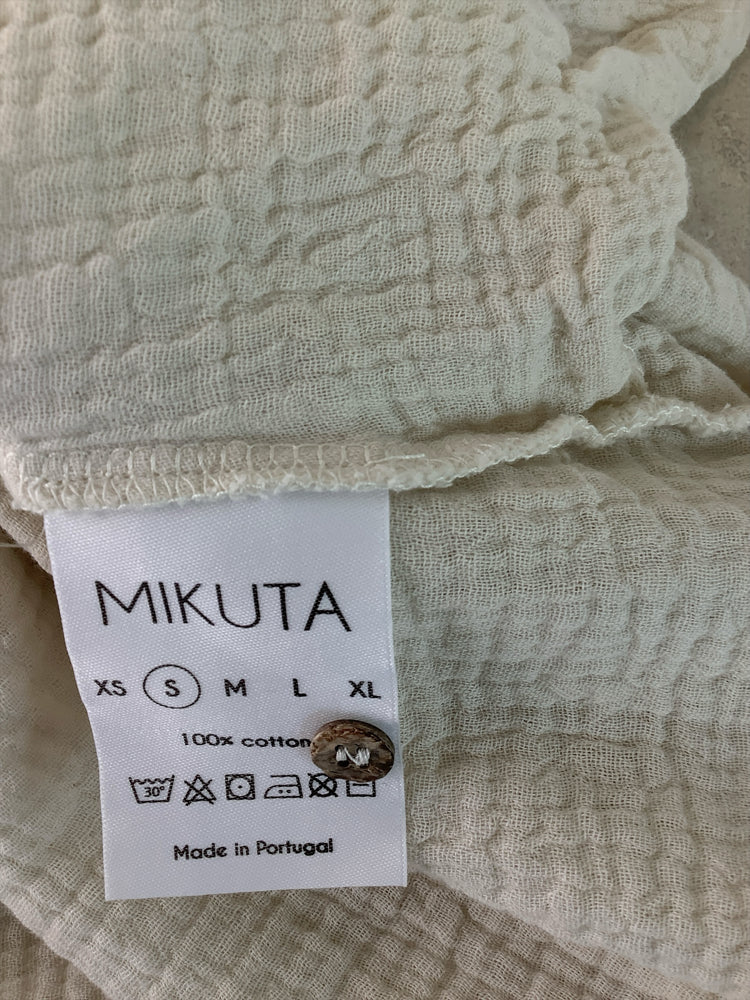 MIKUTA
XS S M L XL
100% cotton
30°
Made in Portugal